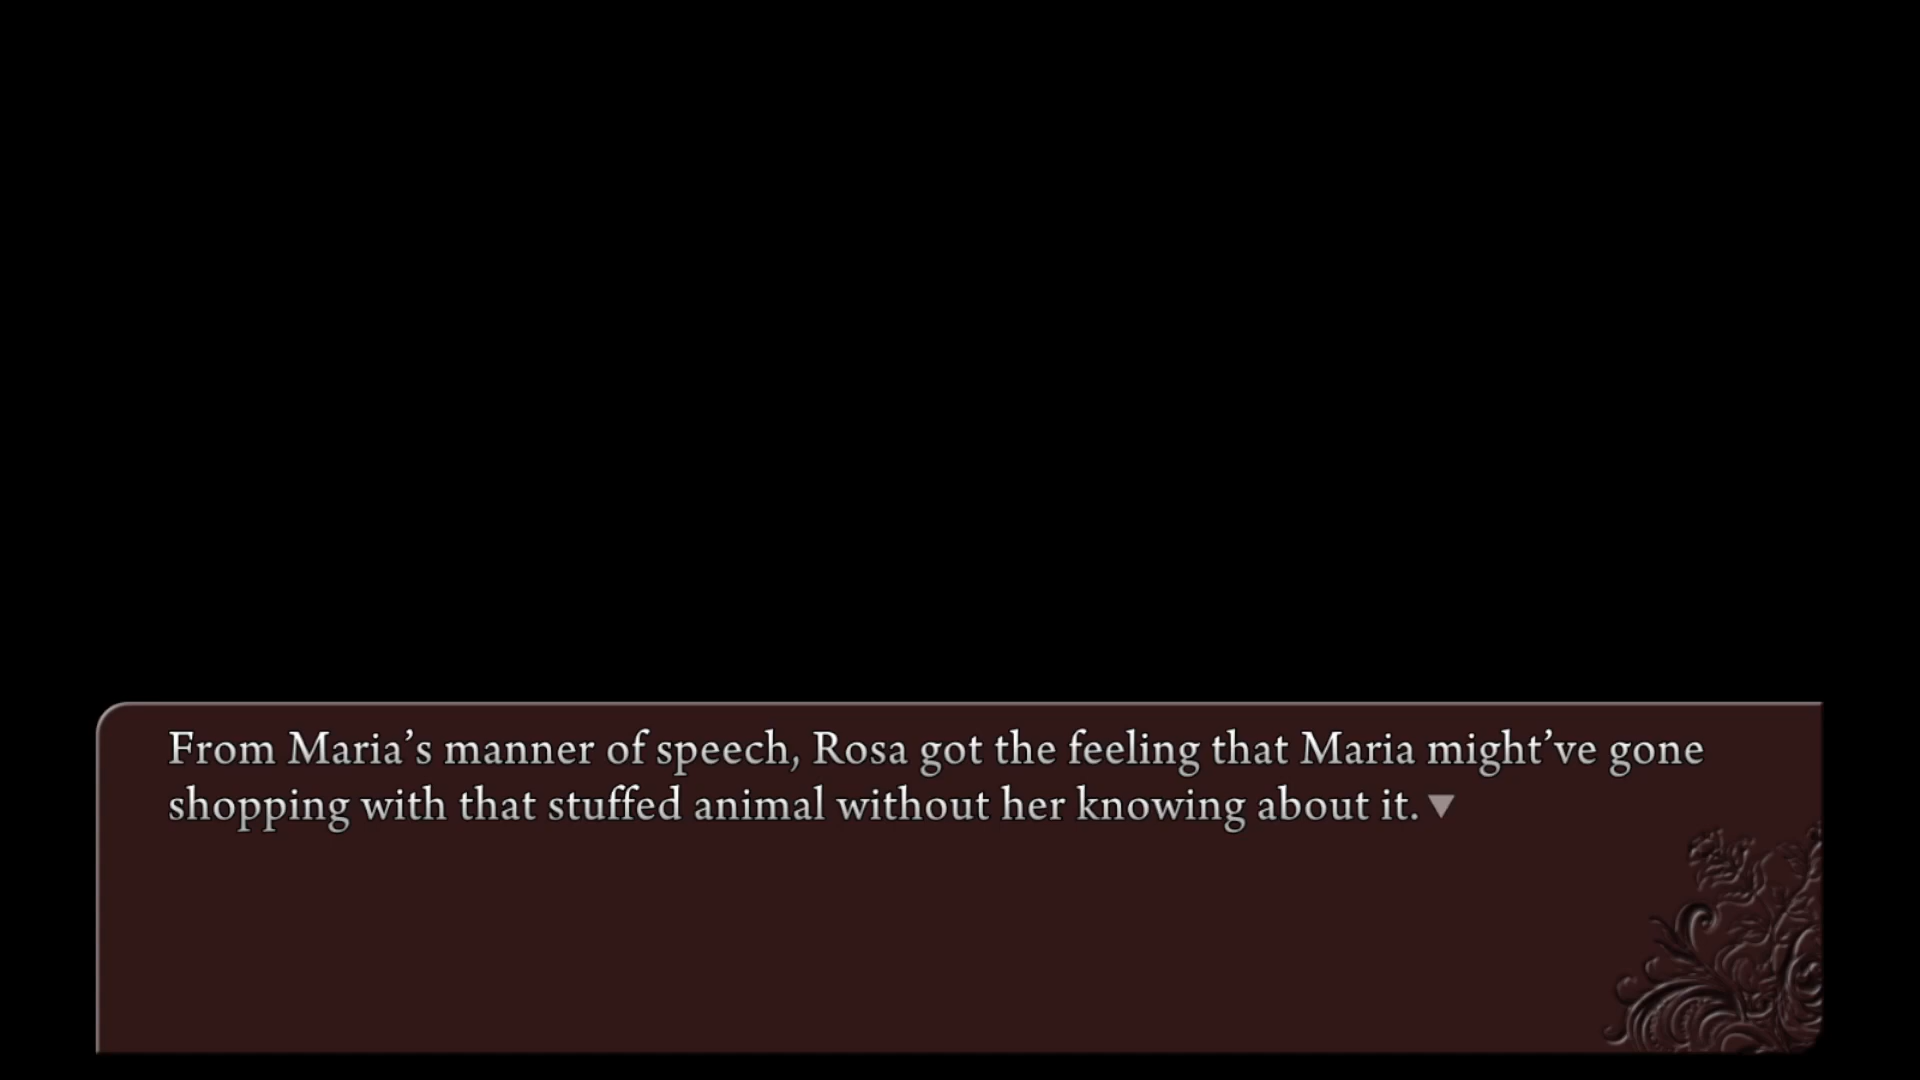 From Maria’s manner of speech, Rosa got the feeling that Maria might’ve gone
shopping with that stuffed animal without her knowing about it.